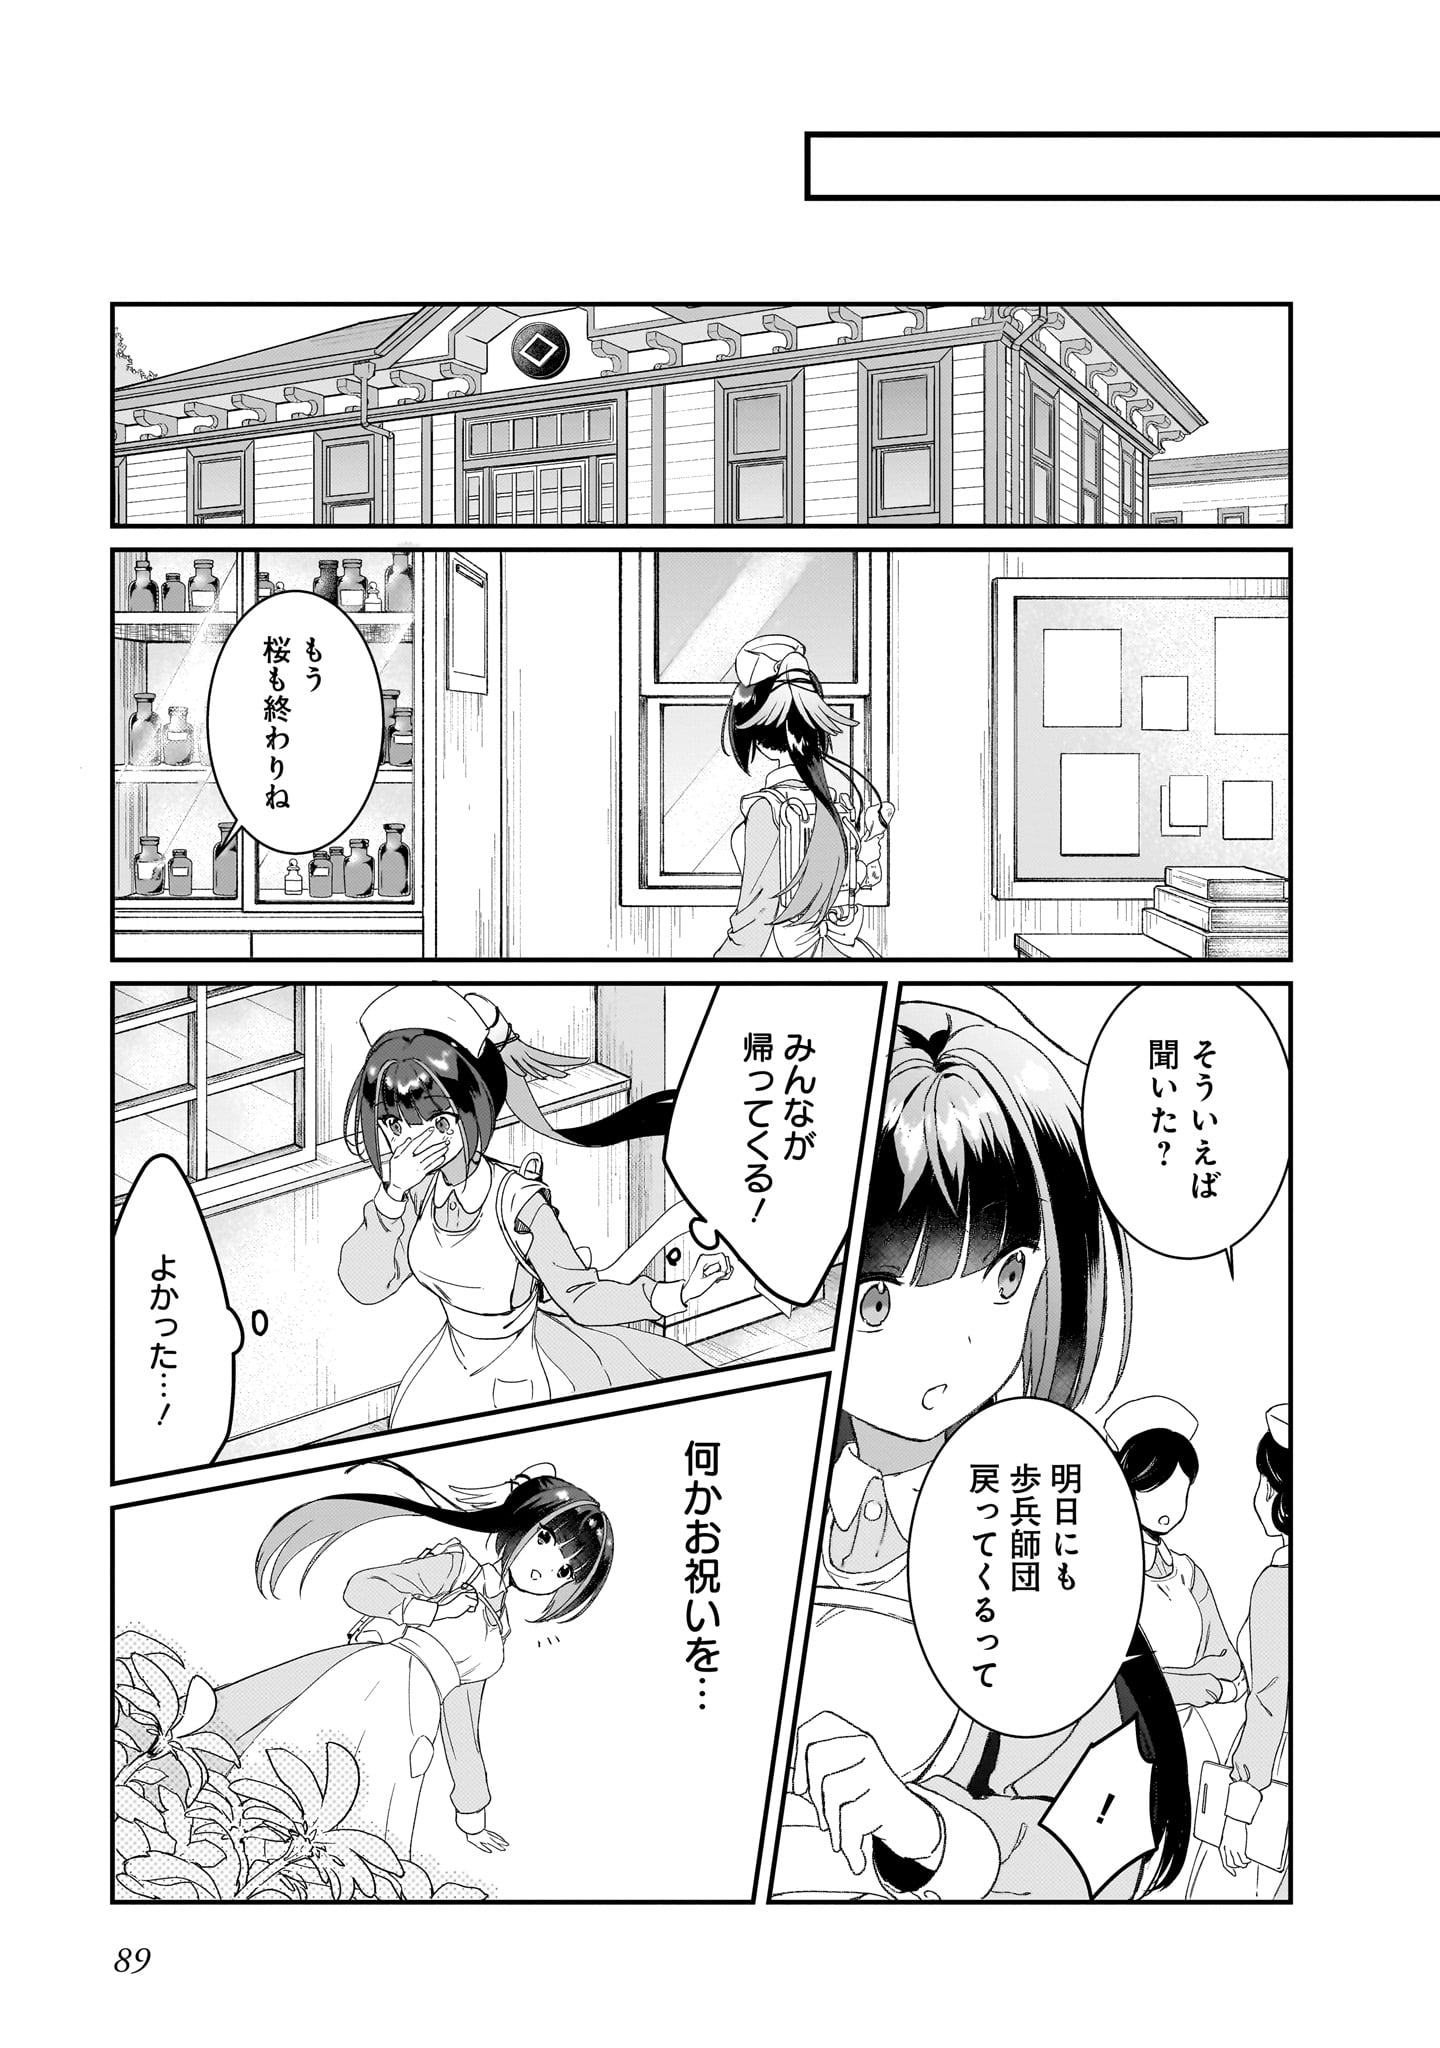 もう
桜も終わりね
そういえば
聞いた?
明日にも
歩兵師団
戻ってくるって
!
みんなが
帰ってくる!
よかった…!
何かお祝いを…
89